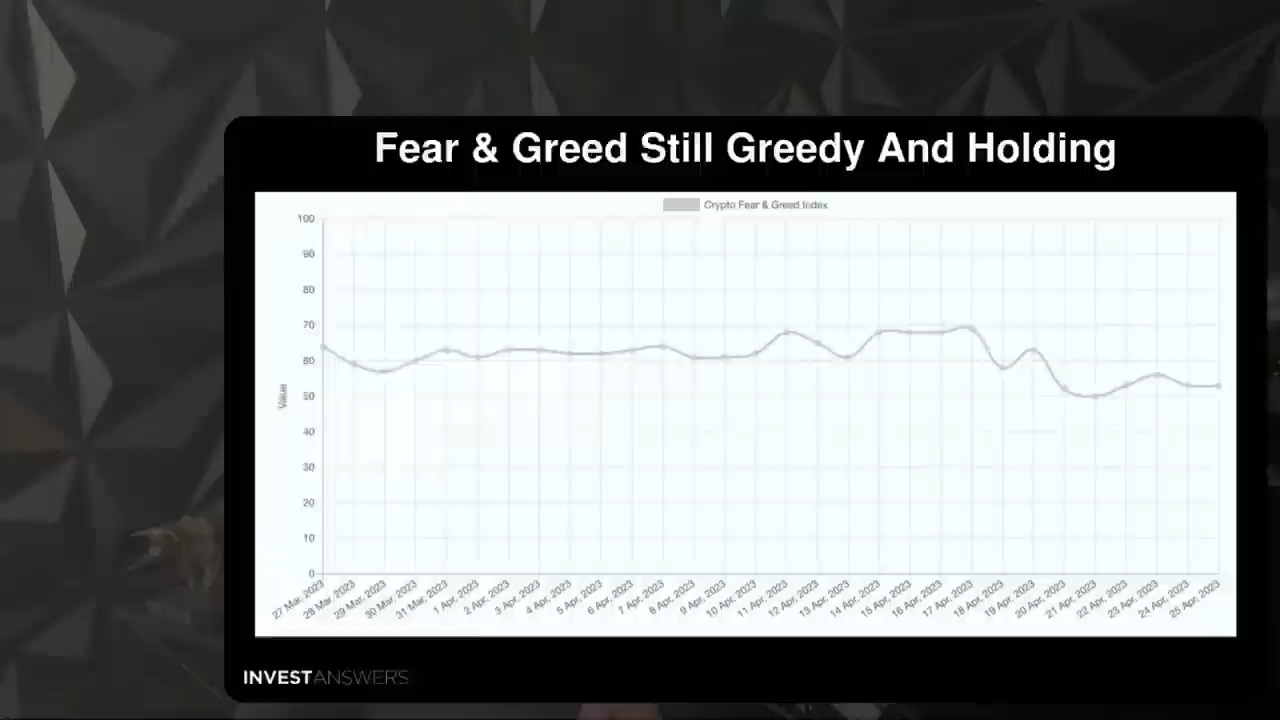 Fear & Greed Still Greedy And Holding
Crypto Fear & Greed Index
100
90
80
70
60
50
40
30
20
10
0
Value
27 Mar, 2023
28 Mar, 2023
29 Mar, 2023
30 Mar, 2023
31 Mar, 2023
1 Apr, 2023
2 Apr, 2023
3 Apr, 2023
4 Apr, 2023
5 Apr, 2023
6 Apr, 2023
7 Apr, 2023
8 Apr, 2023
9 Apr, 2023
10 Apr, 2023
11 Apr, 2023
12 Apr, 2023
13 Apr, 2023
14 Apr, 2023
15 Apr, 2023
16 Apr, 2023
17 Apr, 2023
18 Apr, 2023
19 Apr, 2023
20 Apr, 2023
21 Apr, 2023
22 Apr, 2023
23 Apr, 2023
24 Apr, 2023
25 Apr, 2023
INVESTANSWERS